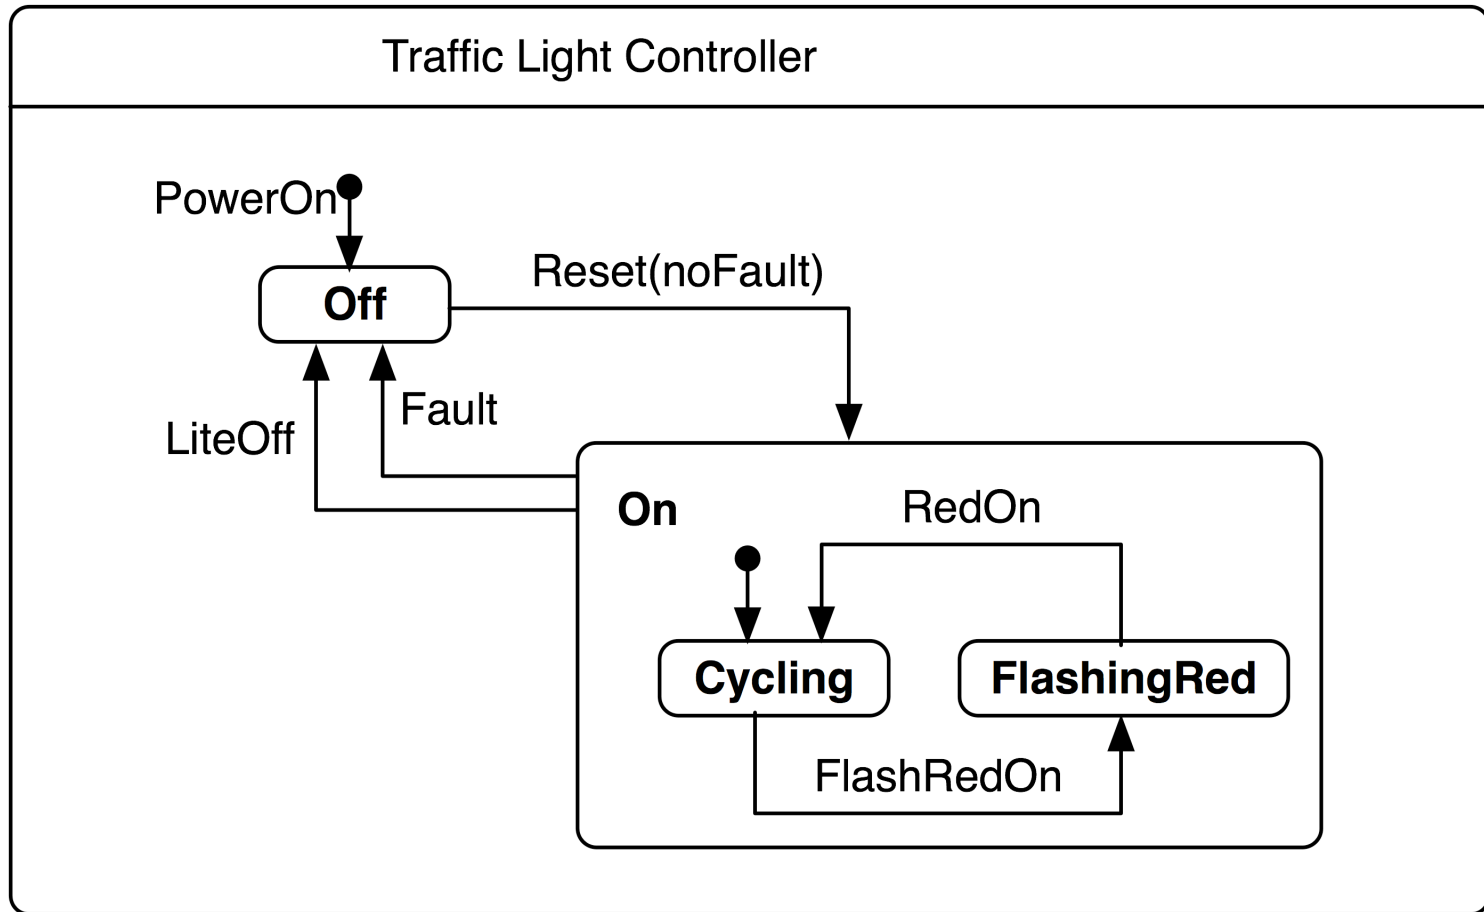 Traffic Light Controller
PowerOn
Off
Reset(noFault)
Fault
LiteOff
On
RedOn
Cycling
FlashingRed
FlashRedOn